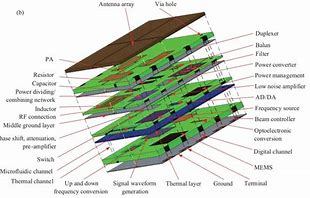 (b)
Antenna array
Via hole
PA
Resistor
Capacitor
Power dividing/
combining network
Inductor
RF connection
Middle ground layer
phase shift, attenuation,
pre-amplifier
Switch
Microfluidic channel
Thermal channel
Up and down
frequency conversion
Signal waveform
generation
Thermal layer
Ground
Terminal
Duplexer
Balun
Filter
Power converter
Power management
Low noise amplifier
AD/DA
Frequency source
Beam controller
Optoelectronic
conversion
Digital channel
MEMS